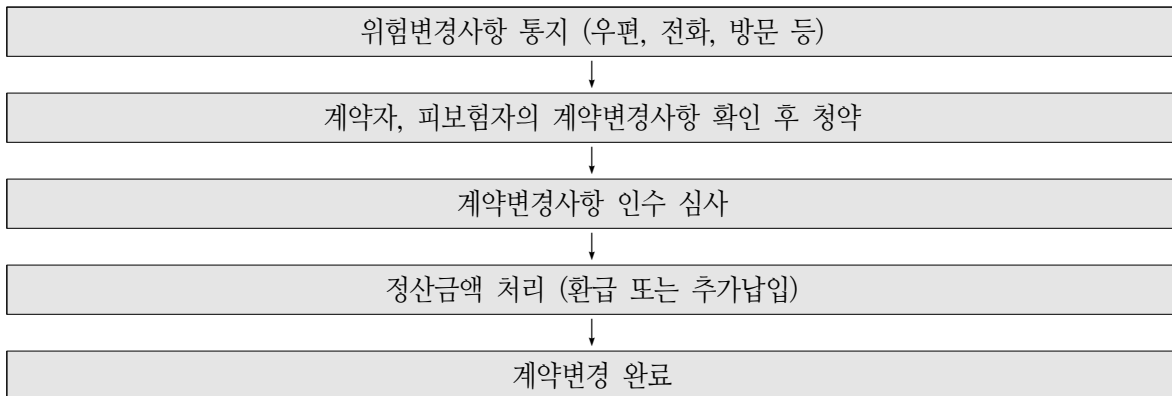 위험변경사항 통지 (우편, 전화, 방문 등)
계약자, 피보험자의 계약변경사항 확인 후 청약
계약변경사항 인수 심사
정산금액 처리 (환급 또는 추가납입)
계약변경 완료